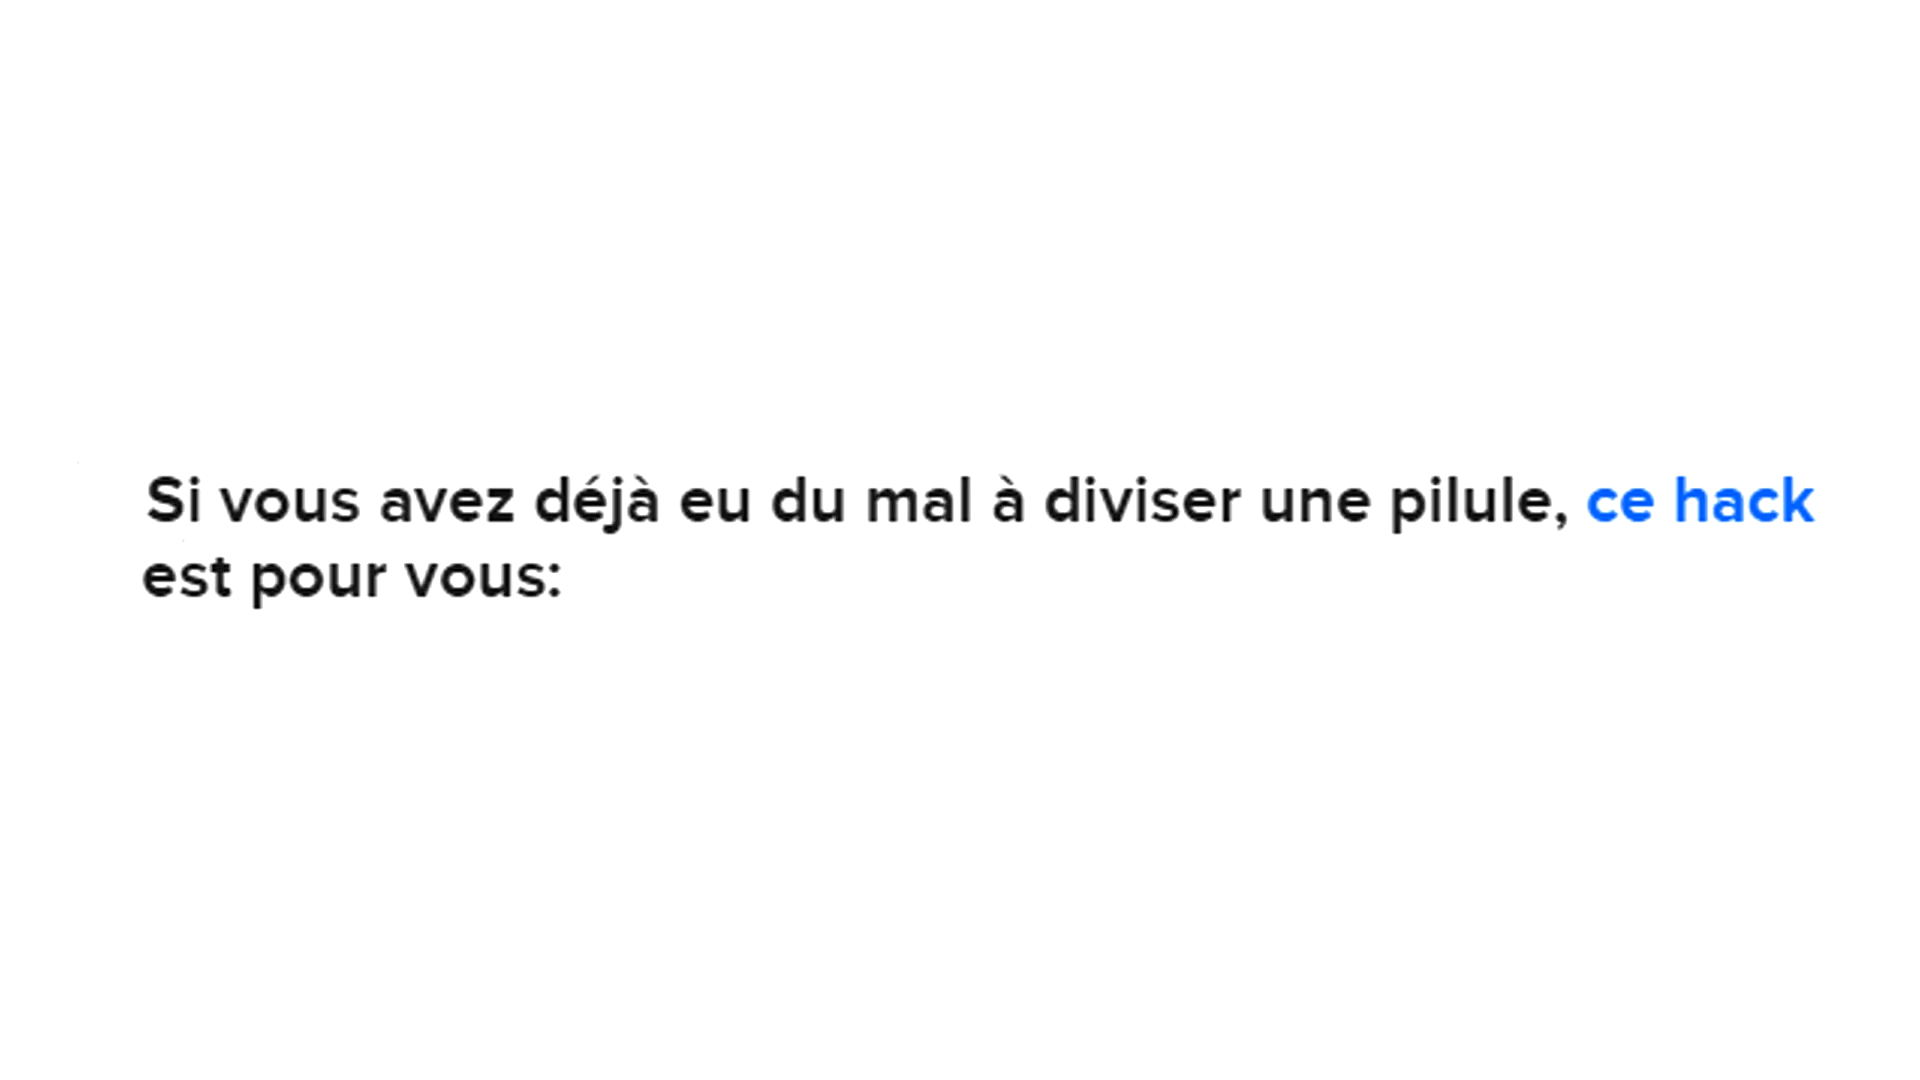 Si vous avez déjà eu du mal à diviser une pilule, ce hack
est pour vous: